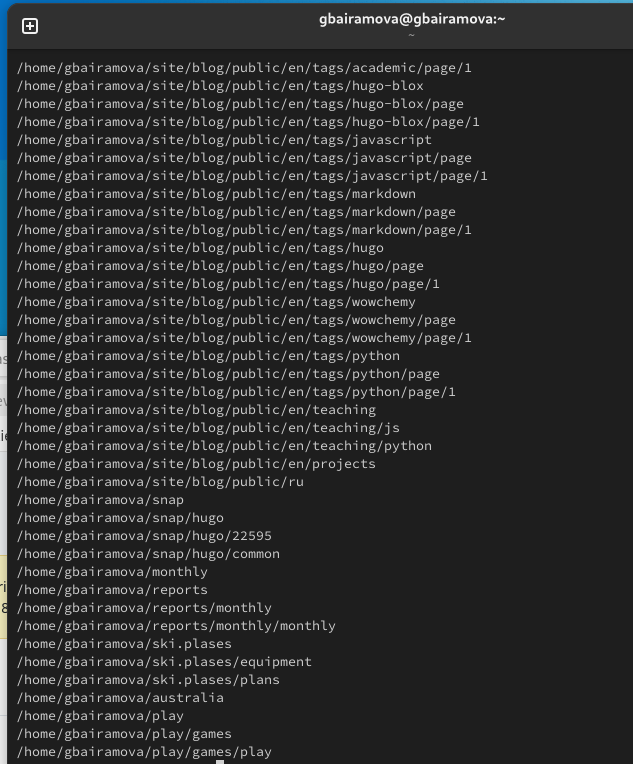 gbairamova@gbairamova:~
~
/home/gbairamova/site/blog/public/en/tags/academic/page/1
/home/gbairamova/site/blog/public/en/tags/hugo-blox
/home/gbairamova/site/blog/public/en/tags/hugo-blox/page
/home/gbairamova/site/blog/public/en/tags/hugo-blox/page/1
/home/gbairamova/site/blog/public/en/tags/javascript
/home/gbairamova/site/blog/public/en/tags/javascript/page
/home/gbairamova/site/blog/public/en/tags/javascript/page/1
/home/gbairamova/site/blog/public/en/tags/markdown
/home/gbairamova/site/blog/public/en/tags/markdown/page
/home/gbairamova/site/blog/public/en/tags/markdown/page/1
/home/gbairamova/site/blog/public/en/tags/hugo
/home/gbairamova/site/blog/public/en/tags/hugo/page
/home/gbairamova/site/blog/public/en/tags/hugo/page/1
/home/gbairamova/site/blog/public/en/tags/wowchemy
/home/gbairamova/site/blog/public/en/tags/wowchemy/page
/home/gbairamova/site/blog/public/en/tags/wowchemy/page/1
/home/gbairamova/site/blog/public/en/tags/python
/home/gbairamova/site/blog/public/en/tags/python/page
/home/gbairamova/site/blog/public/en/tags/python/page/1
/home/gbairamova/site/blog/public/en/teaching
/home/gbairamova/site/blog/public/en/teaching/js
/home/gbairamova/site/blog/public/en/teaching/python
/home/gbairamova/site/blog/public/en/projects
/home/gbairamova/site/blog/public/ru
/home/gbairamova/snap
/home/gbairamova/snap/hugo
/home/gbairamova/snap/hugo/22595
/home/gbairamova/snap/hugo/common
/home/gbairamova/monthly
/home/gbairamova/reports
/home/gbairamova/reports/monthly
/home/gbairamova/reports/monthly/monthly
/home/gbairamova/ski.plases
/home/gbairamova/ski.plases/equipment
/home/gbairamova/ski.plases/plans
/home/gbairamova/australia
/home/gbairamova/play
/home/gbairamova/play/games
/home/gbairamova/play/games/play